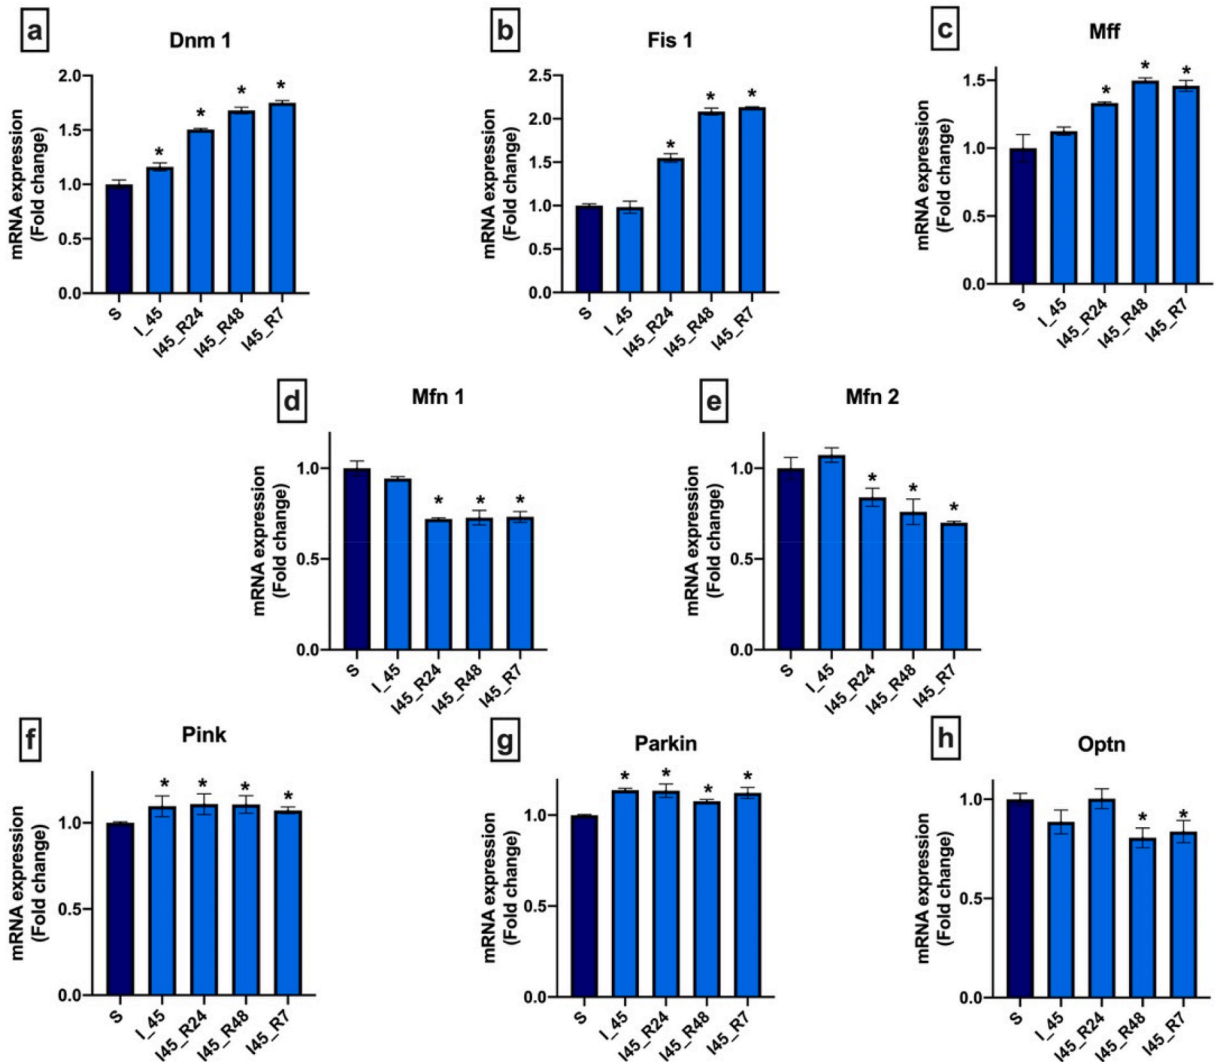 a
Dnm 1
mRNA expression
(Fold change)
2.0
1.5
1.0
0.5
0.0
*
*
*
*
S
I_45
I45_R24
I45_R48
I45_R7
b
Fis 1
mRNA expression
(Fold change)
2.5
2.0
1.5
1.0
0.5
0.0
*
*
*
S
I_45
I45_R24
I45_R48
I45_R7
c
Mff
mRNA expression
(Fold change)
1.5
1.0
0.5
0.0
*
*
*
S
I_45
I45_R24
I45_R48
I45_R7
d
Mfn 1
mRNA expression
(Fold change)
1.0
0.5
0.0
*
*
*
S
I_45
I45_R24
I45_R48
I45_R7
e
Mfn 2
mRNA expression
(Fold change)
1.0
0.5
0.0
*
*
*
S
I_45
I45_R24
I45_R48
I45_R7
f
Pink
mRNA expression
(Fold change)
1.0
0.5
0.0
*
*
*
*
S
I_45
I45_R24
I45_R48
I45_R7
g
Parkin
mRNA expression
(Fold change)
1.0
0.5
0.0
*
*
*
*
S
I_45
I45_R24
I45_R48
I45_R7
h
Optn
mRNA expression
(Fold change)
1.0
0.5
0.0
*
*
S
I_45
I45_R24
I45_R48
I45_R7